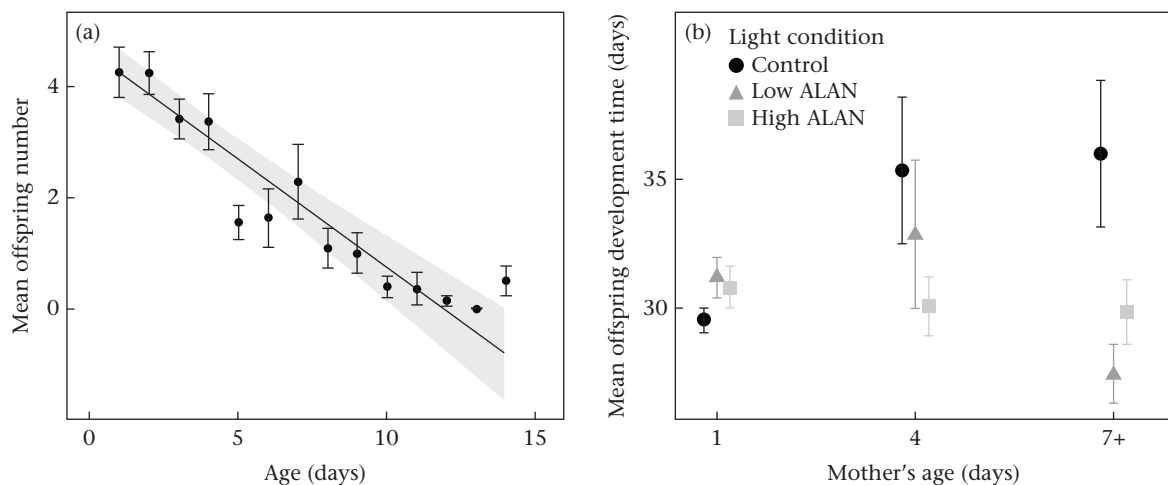 (a)
Mean offspring number
4
2
0
0 5 10 15
Age (days)
(b)
Light condition
Control
Low ALAN
High ALAN
Mean offspring development time (days)
35
30
1 4 7+
Mother's age (days)